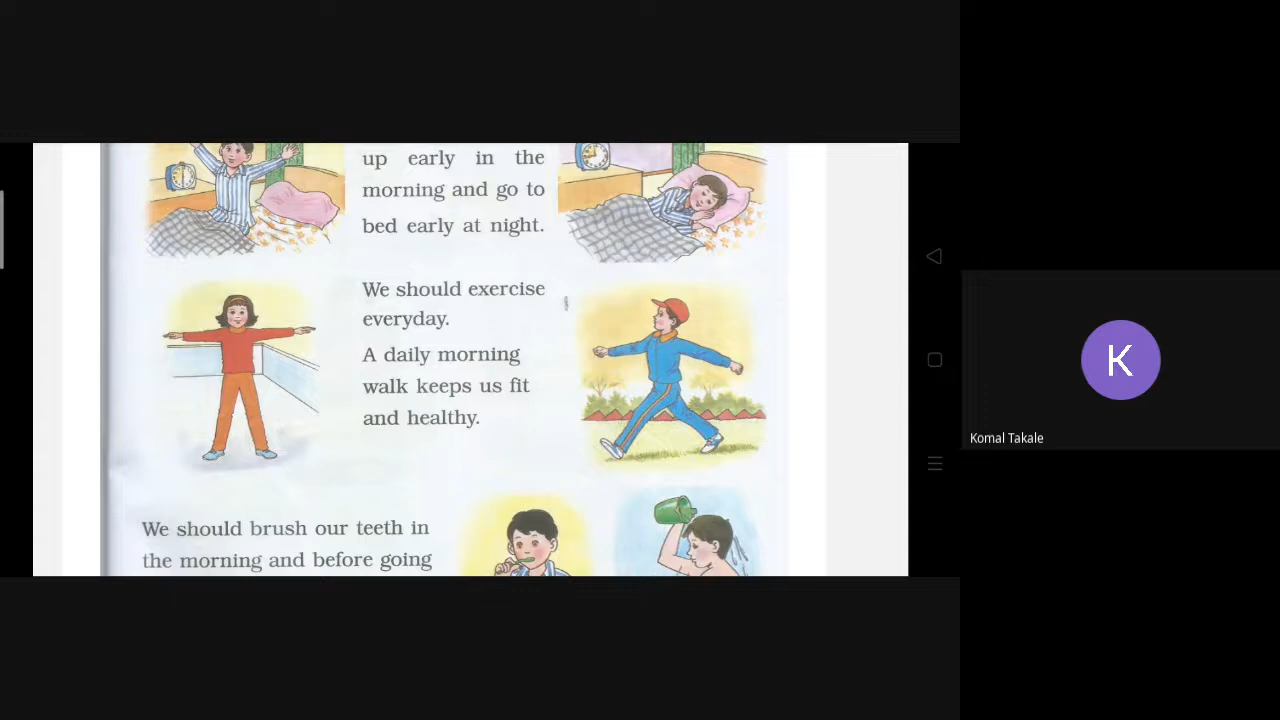 up early in the
morning and go to
bed early at night.
We should exercise
everyday.
A daily morning
walk keeps us fit
and healthy.
We should brush our teeth in
the morning and before going
K
Komal Takale